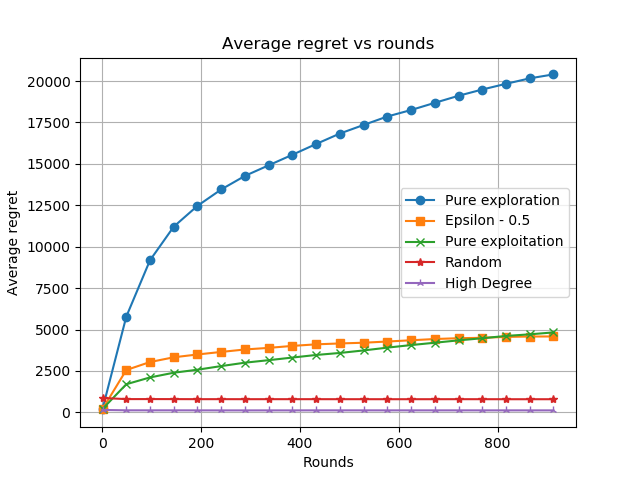 Average regret vs rounds
Average regret
20000
17500
15000
12500
10000
7500
5000
2500
0
0 200 400 600 800
Rounds
Pure exploration
Epsilon - 0.5
Pure exploitation
Random
High Degree